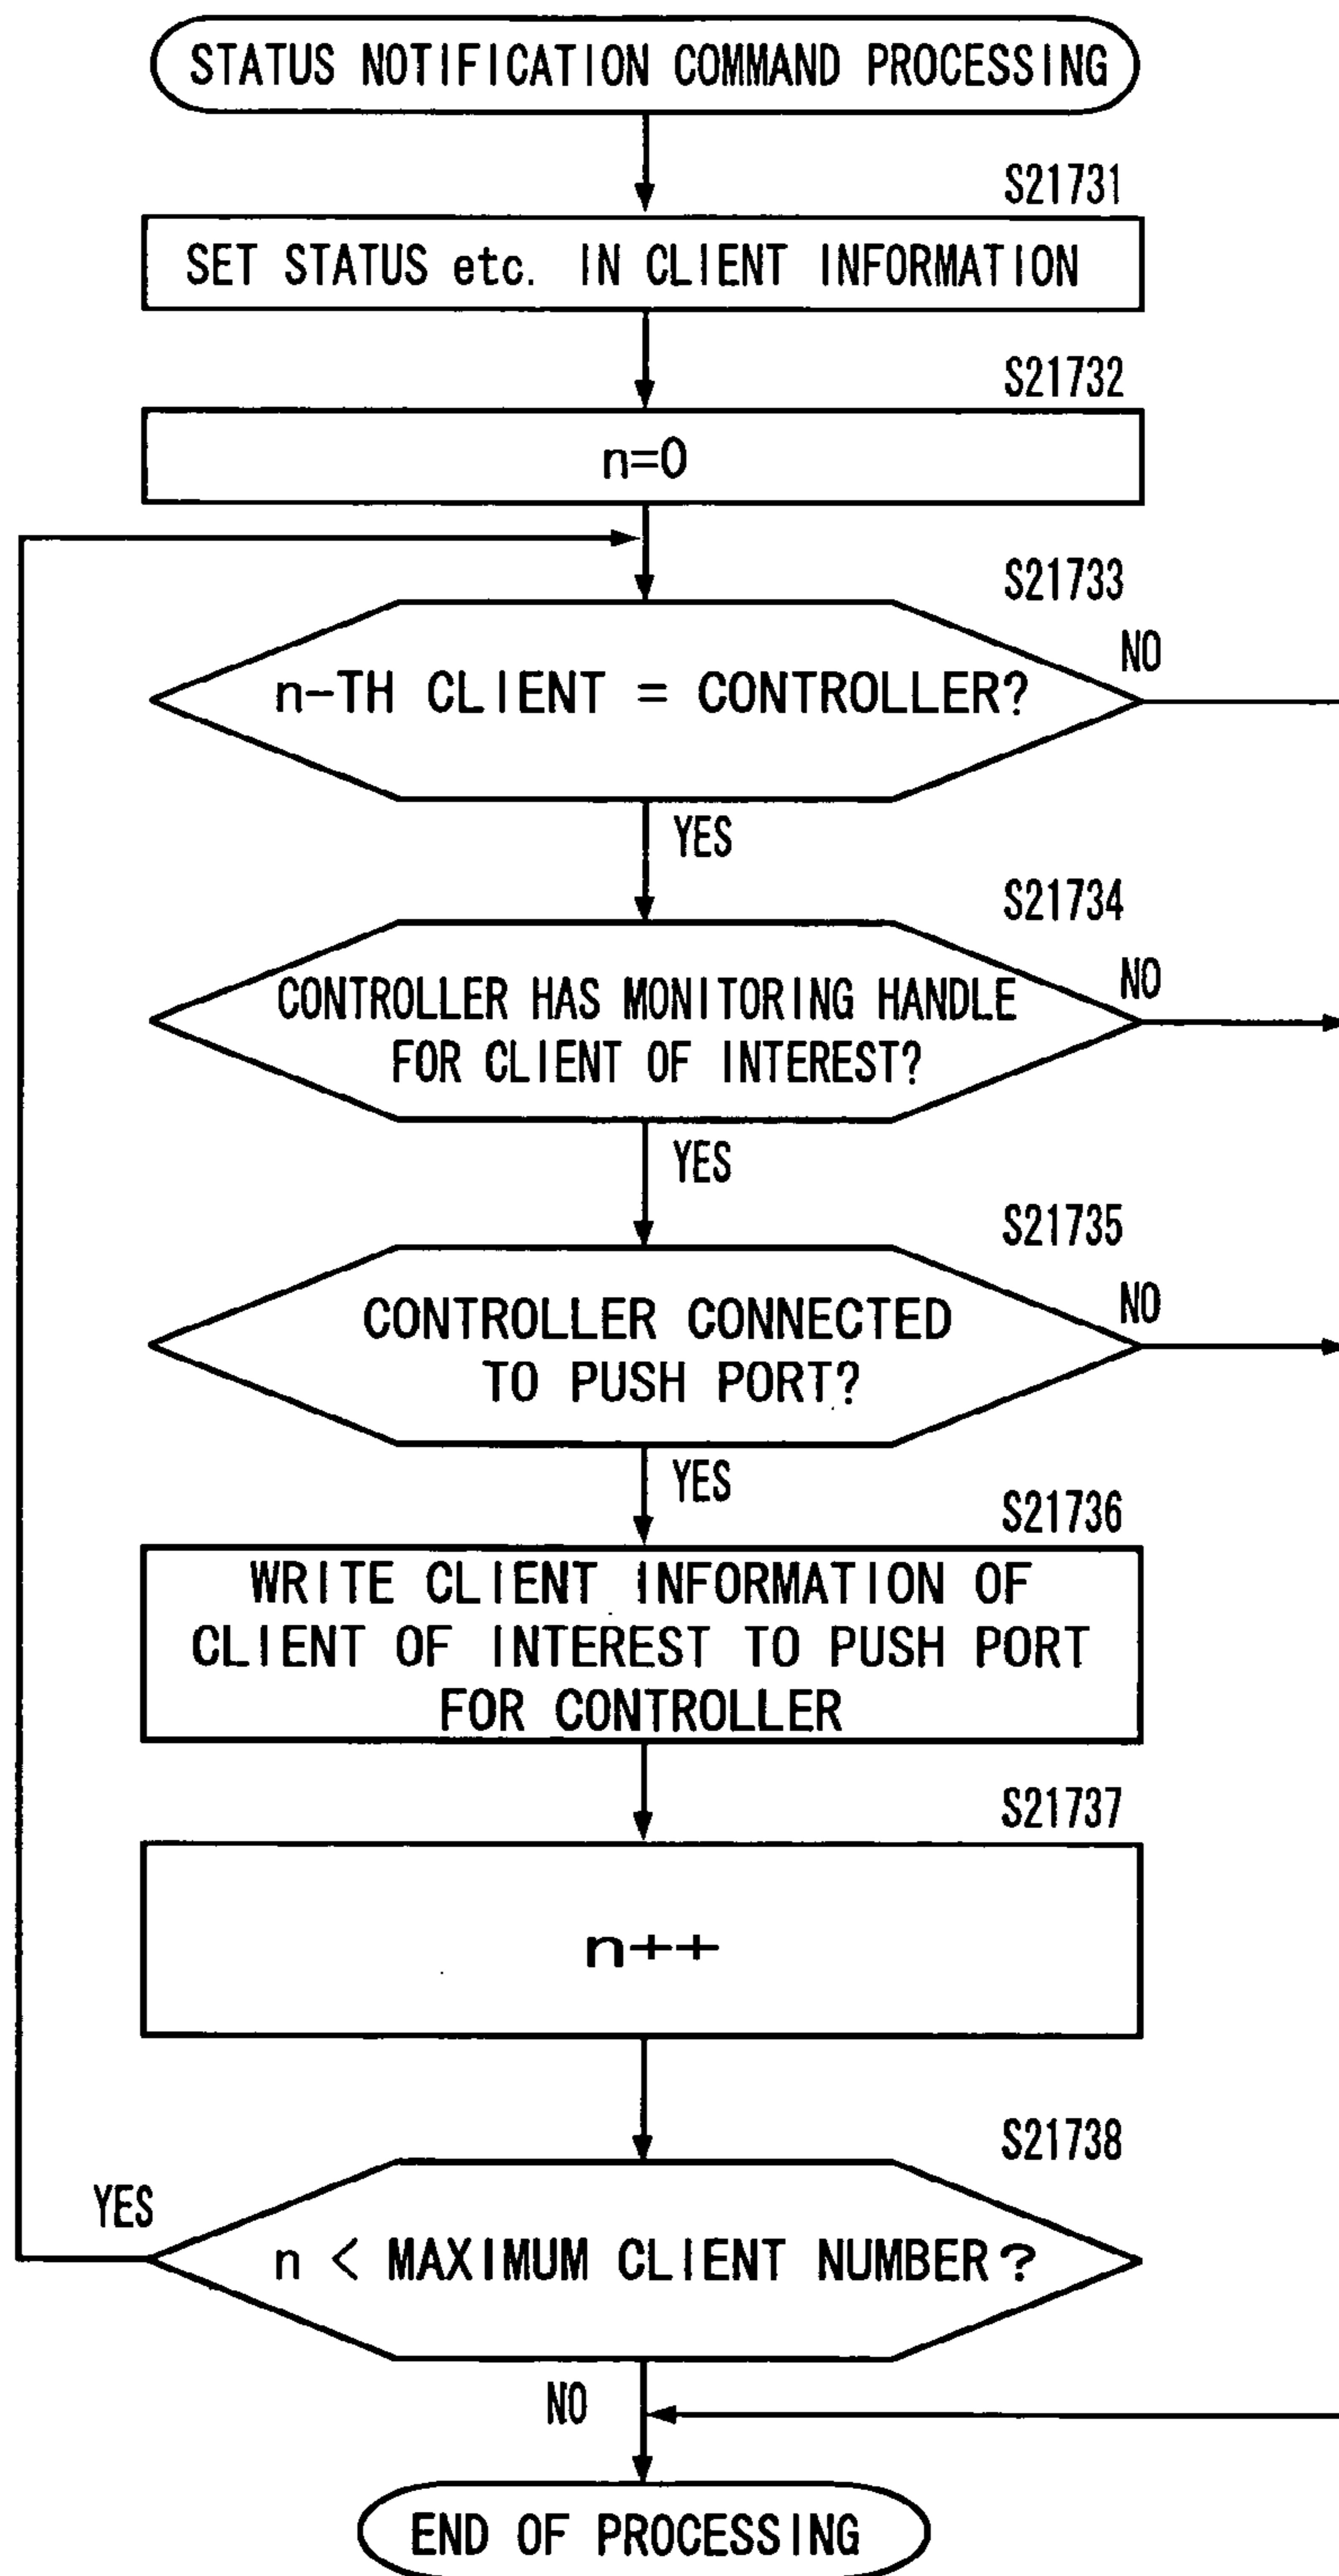 STATUS NOTIFICATION COMMAND PROCESSING
S21731
SET STATUS etc. IN CLIENT INFORMATION
S21732
n=0
S21733
n-TH CLIENT = CONTROLLER?
NO
YES
S21734
CONTROLLER HAS MONITORING HANDLE
FOR CLIENT OF INTEREST?
NO
YES
S21735
CONTROLLER CONNECTED
TO PUSH PORT?
NO
YES
S21736
WRITE CLIENT INFORMATION OF
CLIENT OF INTEREST TO PUSH PORT
FOR CONTROLLER
S21737
n++
S21738
YES
n < MAXIMUM CLIENT NUMBER?
NO
END OF PROCESSING